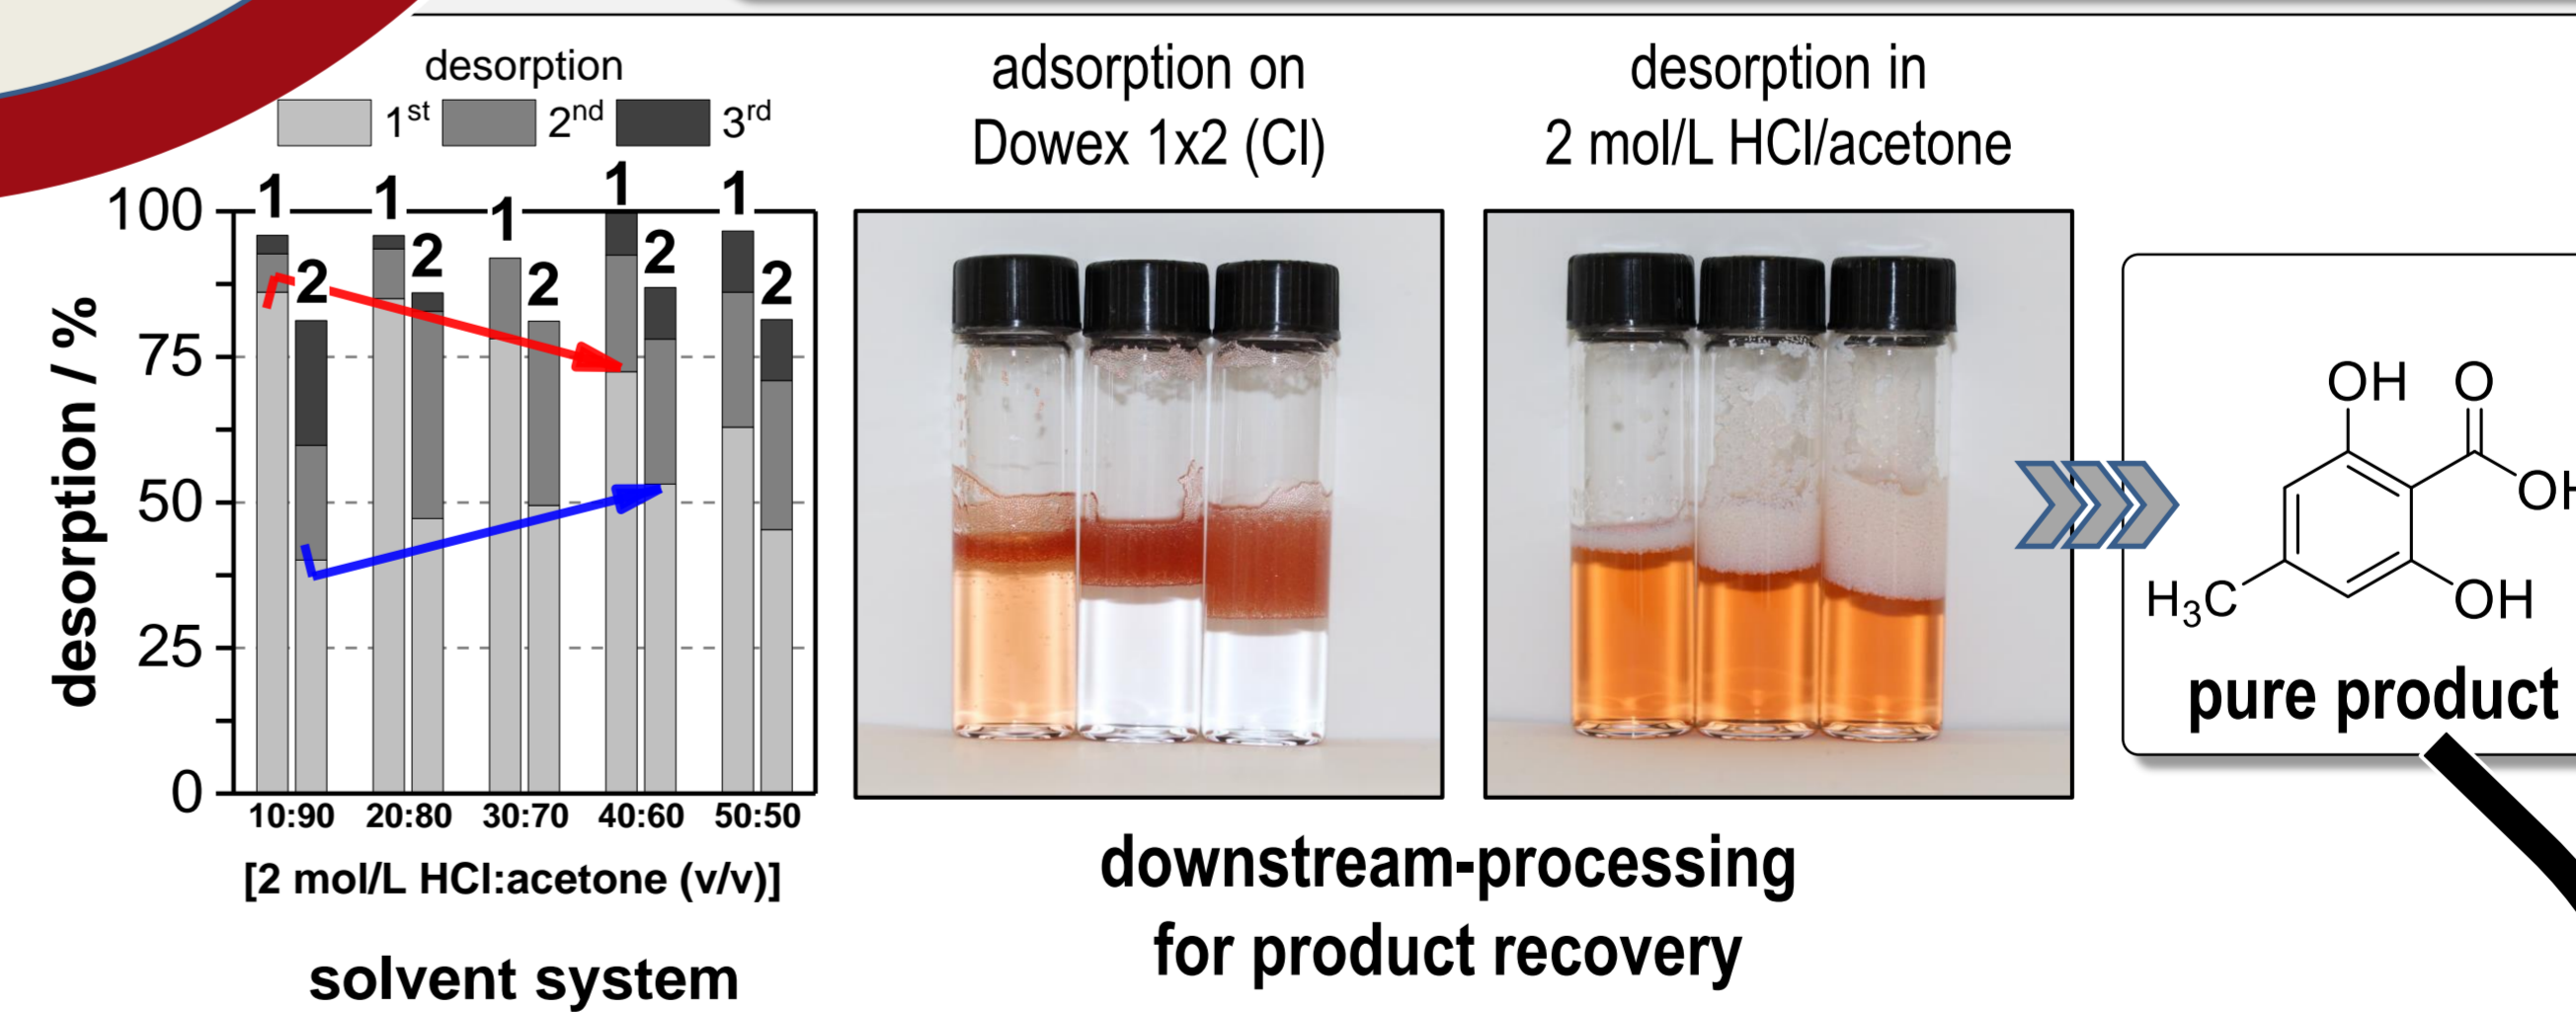 desorption
1st 2nd 3rd
desorption / %
100
75
50
25
0
1 2
1 2
1 2
1 2
1 2
10:90 20:80 30:70 40:60 50:50
[2 mol/L HCl:acetone (v/v)]
solvent system
adsorption on
Dowex 1x2 (Cl)
desorption in
2 mol/L HCl/acetone
downstream-processing
for product recovery
OH O
OH
H3C
OH
pure product